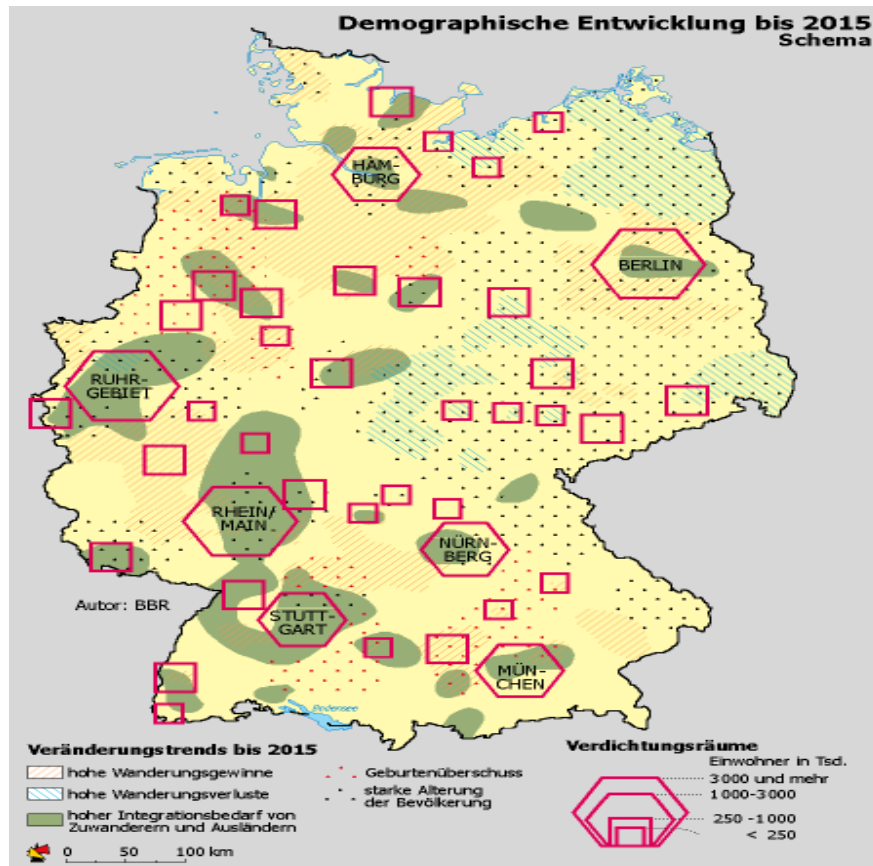 Demographische Entwicklung bis 2015
Schema
HAM-
BURG
BERLIN
RUHR-
GEBIET
RHEIN/
MAIN
NÜRN-
BERG
Autor: BBR
STUTT-
GART
MÜN-
CHEN
Bodensee
Veränderungstrends bis 2015
hohe Wanderungsgewinne
hohe Wanderungsverluste
hoher Integrationsbedarf von
Zuwanderern und Ausländern
Geburtenüberschuss
starke Alterung
der Bevölkerung
0 50 100 km
Verdichtungsräume
Einwohner in Tsd.
3000 und mehr
1000-3000
250 -1000
< 250